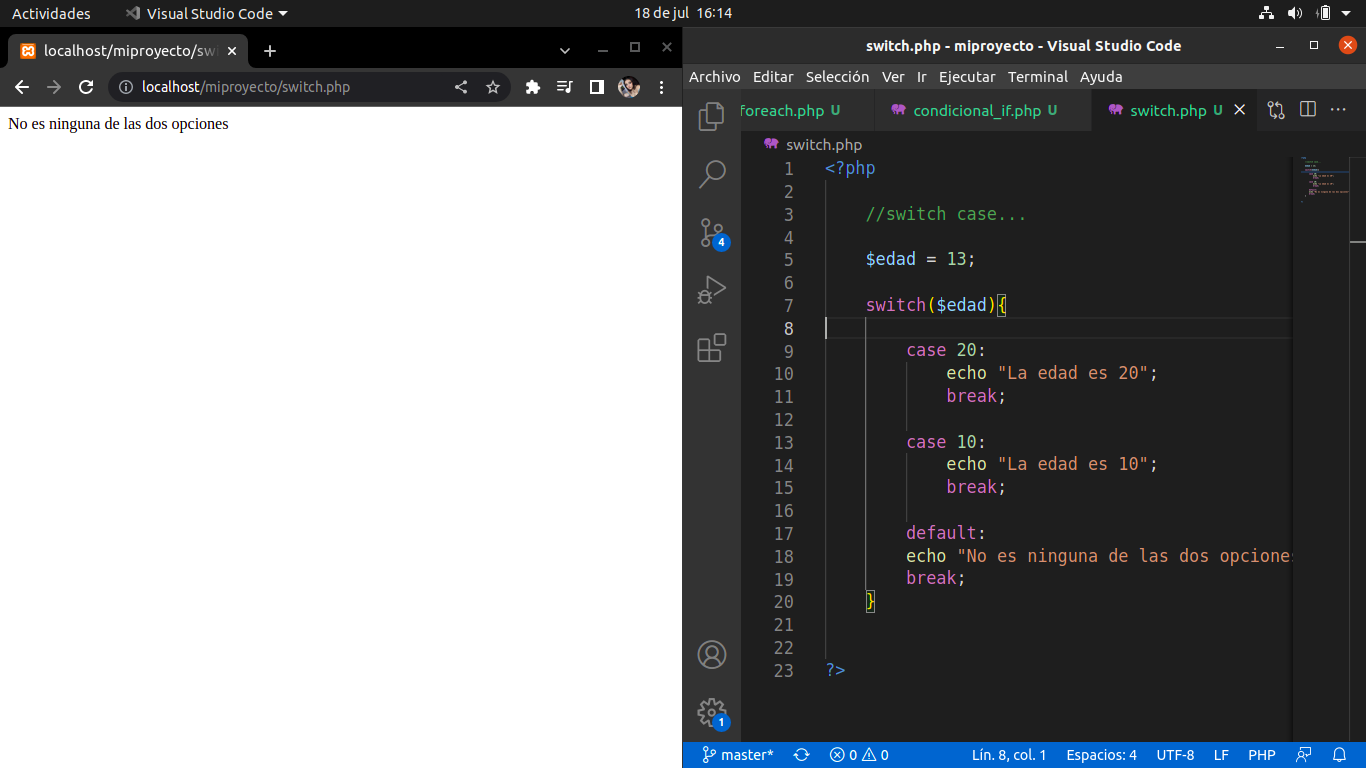 Actividades
Visual Studio Code
18 de jul 16:14
localhost/miproyecto/swi
localhost/miproyecto/switch.php
No es ninguna de las dos opciones
switch.php - miproyecto - Visual Studio Code
Archivo Editar Selección Ver Ir Ejecutar Terminal Ayuda
foreach.php U
condicional_if.php U
switch.php U
switch.php
4
1
1 <?php
2
3 //switch case...
4
5 $edad = 13;
6
7 switch($edad){
8
9 case 20:
10 echo "La edad es 20";
11 break;
12
13 case 10:
14 echo "La edad es 10";
15 break;
16
17 default:
18 echo "No es ninguna de las dos opciones
19 break;
20 }
21
22
23 ?>
master* 0 0 Lín. 8, col. 1 Espacios: 4 UTF-8 LF PHP